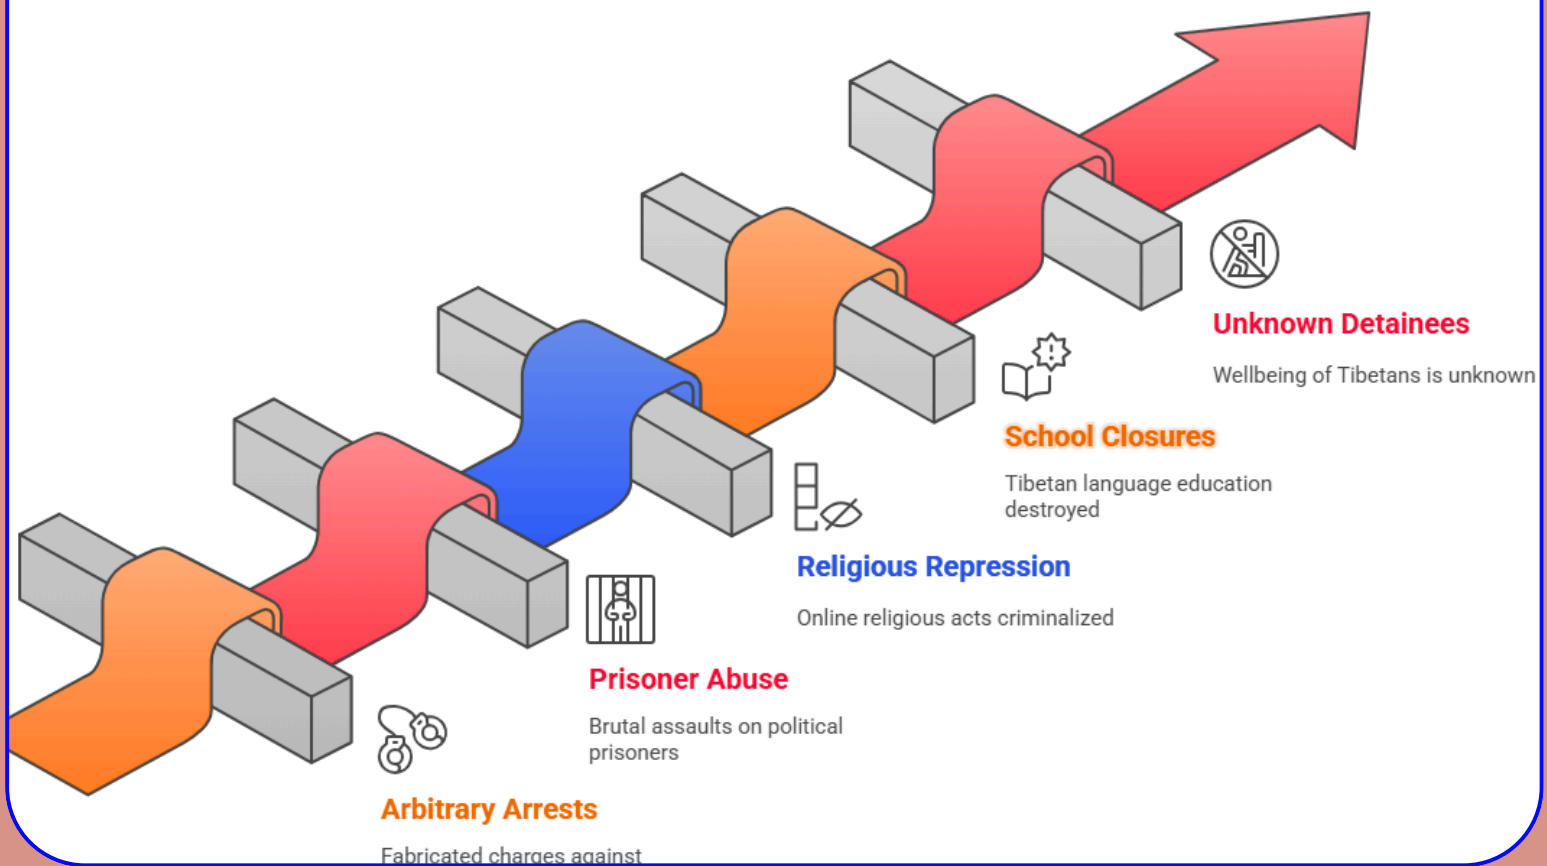 Unknown Detainees
Wellbeing of Tibetans is unknown
School Closures
Tibetan language education
destroyed
Religious Repression
Online religious acts criminalized
Prisoner Abuse
Brutal assaults on political
prisoners
Arbitrary Arrests
Fabricated charges against